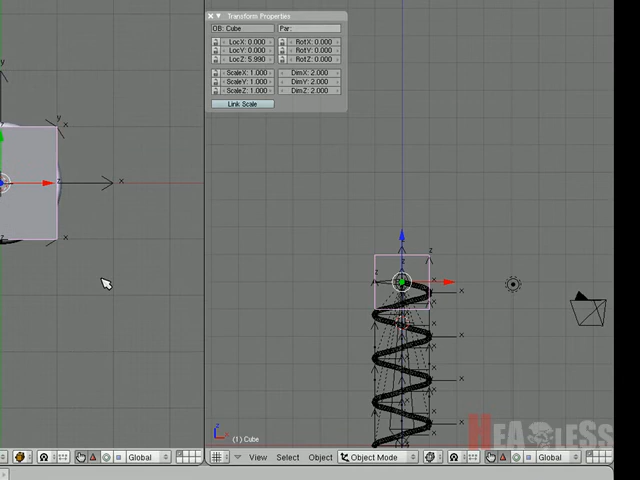 Transform Properties
OB: Cube
Par:
LocX: 0.000
RotX: 0.000
LocY: 0.000
RotY: 0.000
LocZ: 5.990
RotZ: 0.000
ScaleX: 1.000
DimX: 2.000
ScaleY: 1.000
DimY: 2.000
ScaleZ: 1.000
DimZ: 2.000
Link Scale
y
y
x
x
z
x
z
z
z
x
x
x
x
z
x
(1) Cube
HEADLESS
Global
View Select Object Object Mode Global